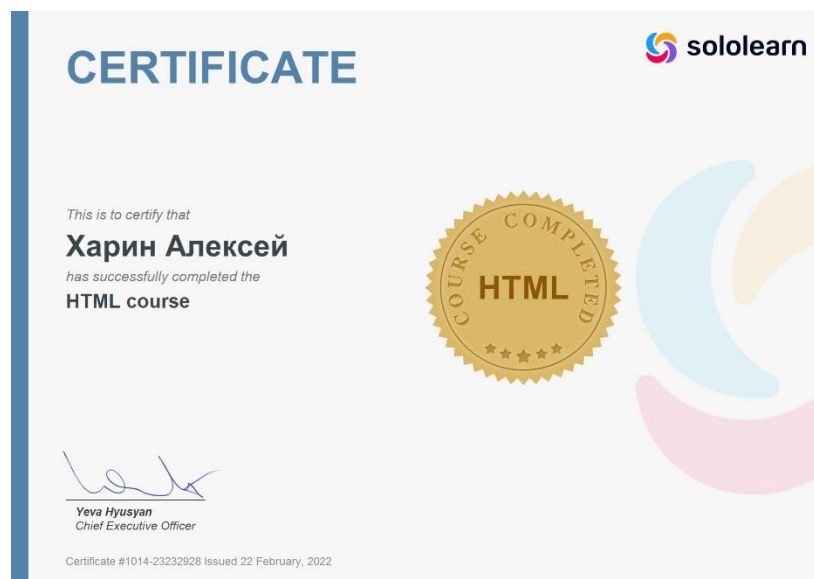 sololearn
CERTIFICATE
This is to certify that
Харин Алексей
has successfully completed the
HTML course
COURSE COMPLETED
HTML
Yeva Hyusyan
Chief Executive Officer
Certificate #1014-23232928 Issued 22 February, 2022